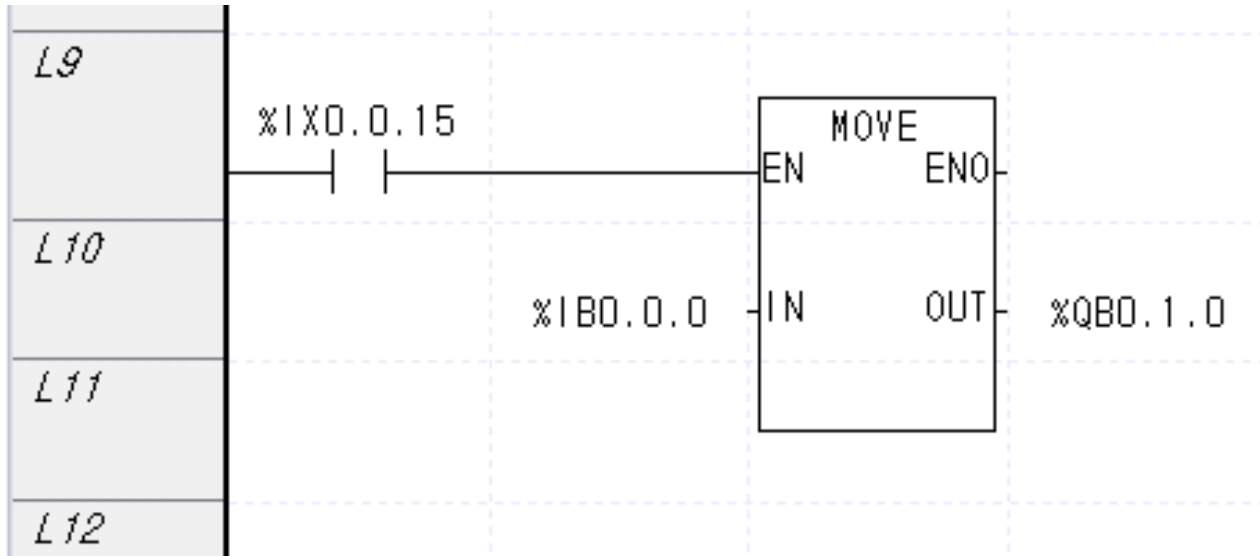 L9
%IX0.0.15
MOVE
EN ENO
L10
%IB0.0.0 IN OUT %QB0.1.0
L11
L12